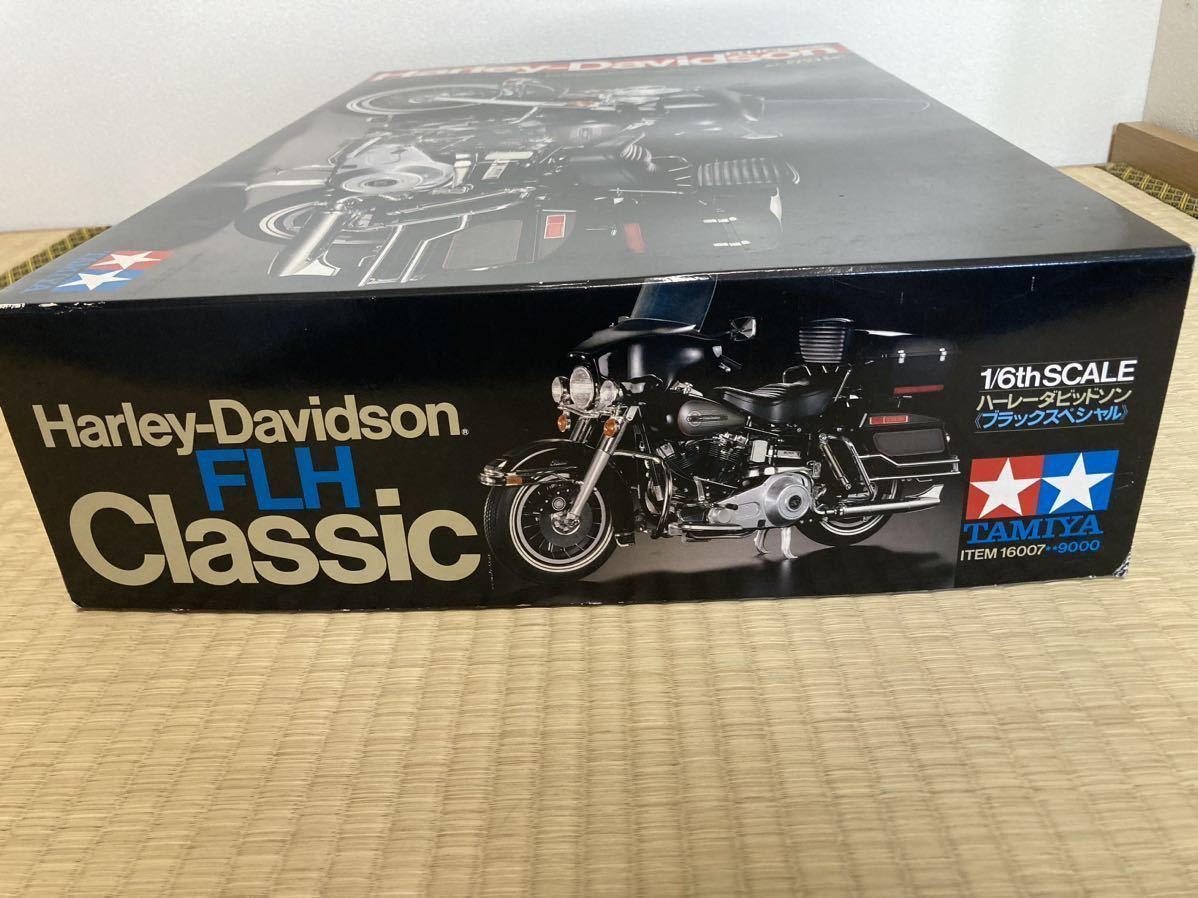 Harley-Davidson
TAMIYA
Harley-Davidson®
FLH
Classic
1/6th SCALE
ハーレーダビッドソン
《ブラックスペシャル》
TAMIYA
ITEM 16007**9000